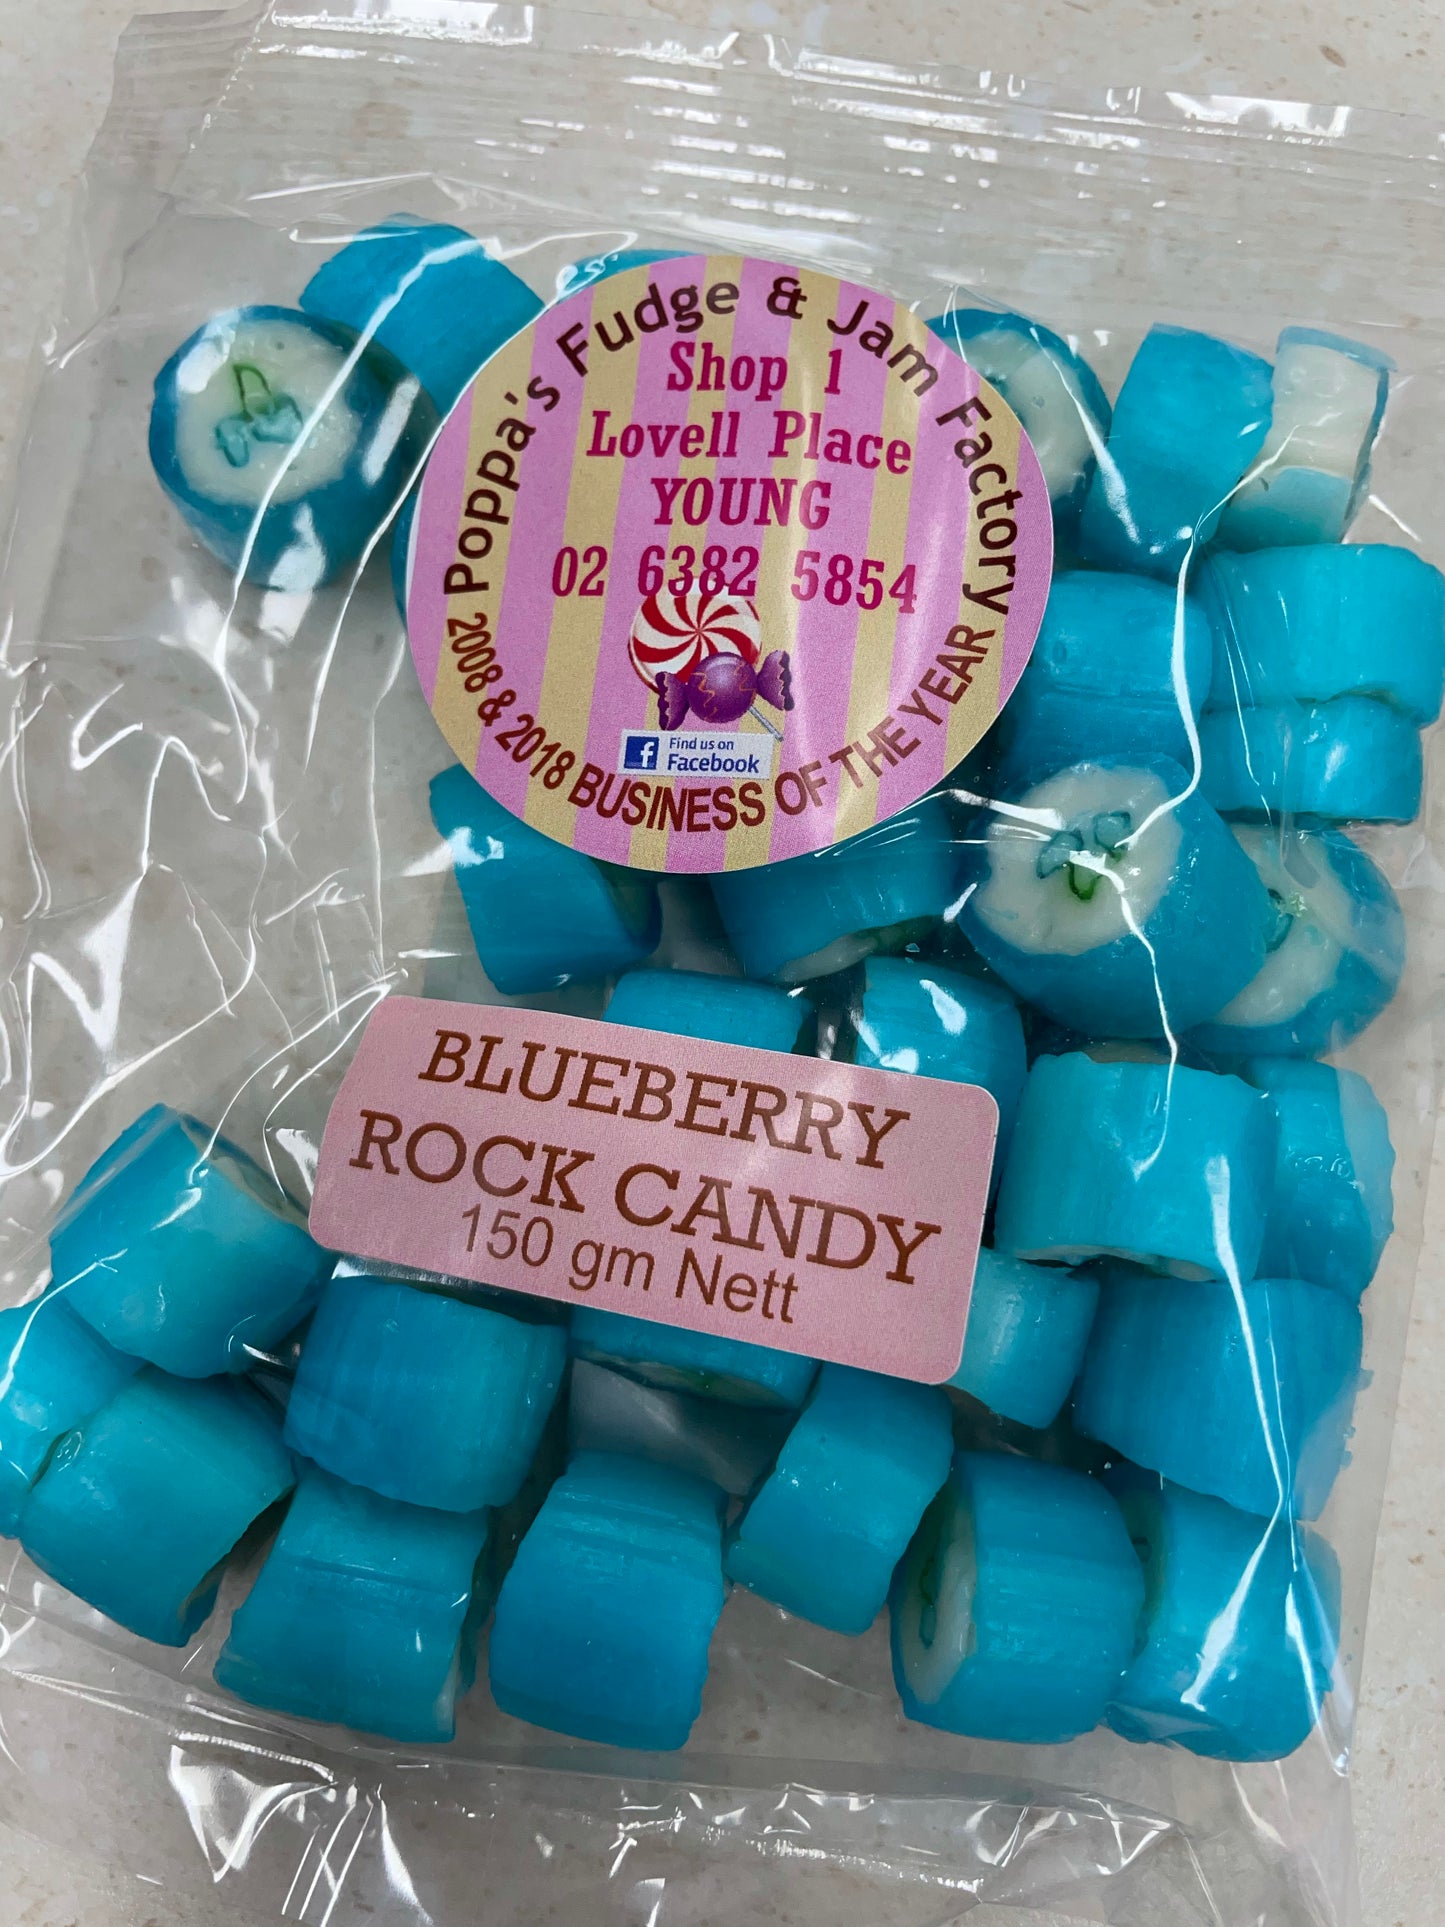 Poppa's Fudge & Jam Factory
Shop 1
Lovell Place
YOUNG
02 6382 5854
f Find us on
Facebook
2008 & 2018 BUSINESS OF THE YEAR
BLUEBERRY
ROCK CANDY
150 gm Nett